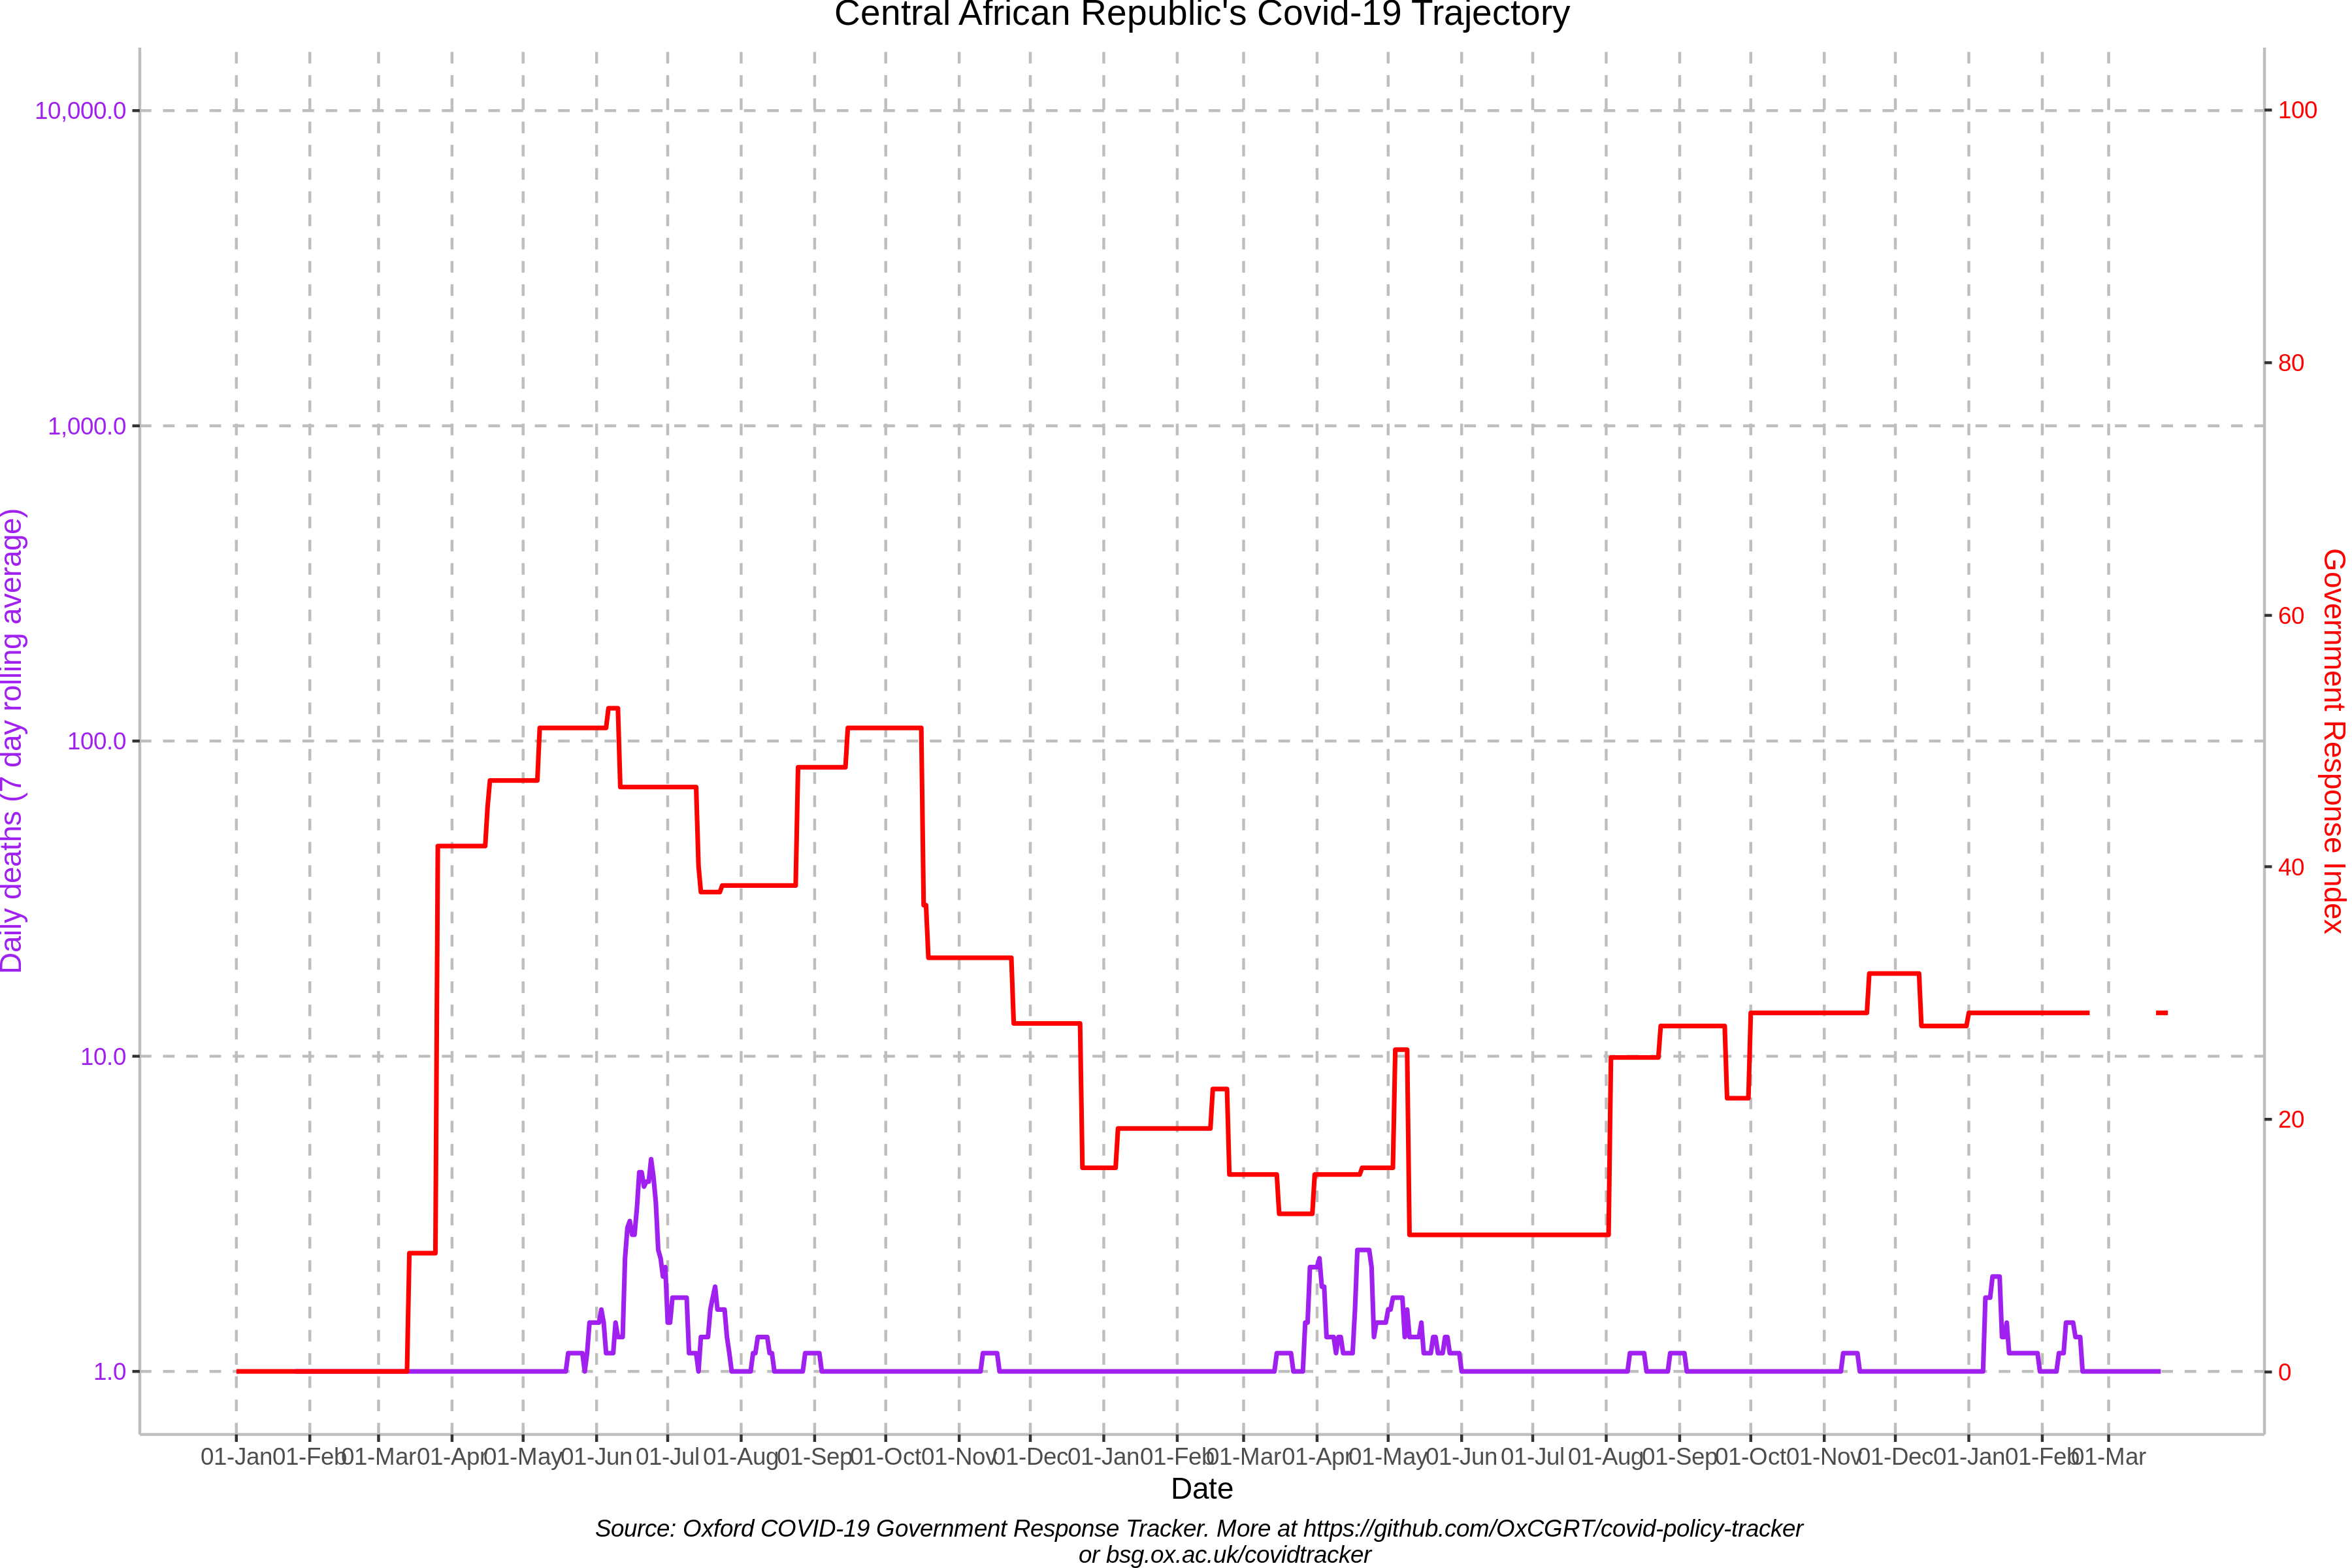 Central African Republic's Covid-19 Trajectory
10,000.0
1,000.0
100.0
10.0
1.0
Daily deaths (7 day rolling average)
100
80
60
40
20
0
Government Response Index
01-Jan 01-Feb 01-Mar 01-Apr 01-May 01-Jun 01-Jul 01-Aug 01-Sep 01-Oct 01-Nov 01-Dec 01-Jan 01-Feb 01-Mar 01-Apr 01-May 01-Jun 01-Jul 01-Aug 01-Sep 01-Oct 01-Nov 01-Dec 01-Jan 01-Feb 01-Mar
Date
Source: Oxford COVID-19 Government Response Tracker. More at https://github.com/OxCGRT/covid-policy-tracker
or bsg.ox.ac.uk/covidtracker